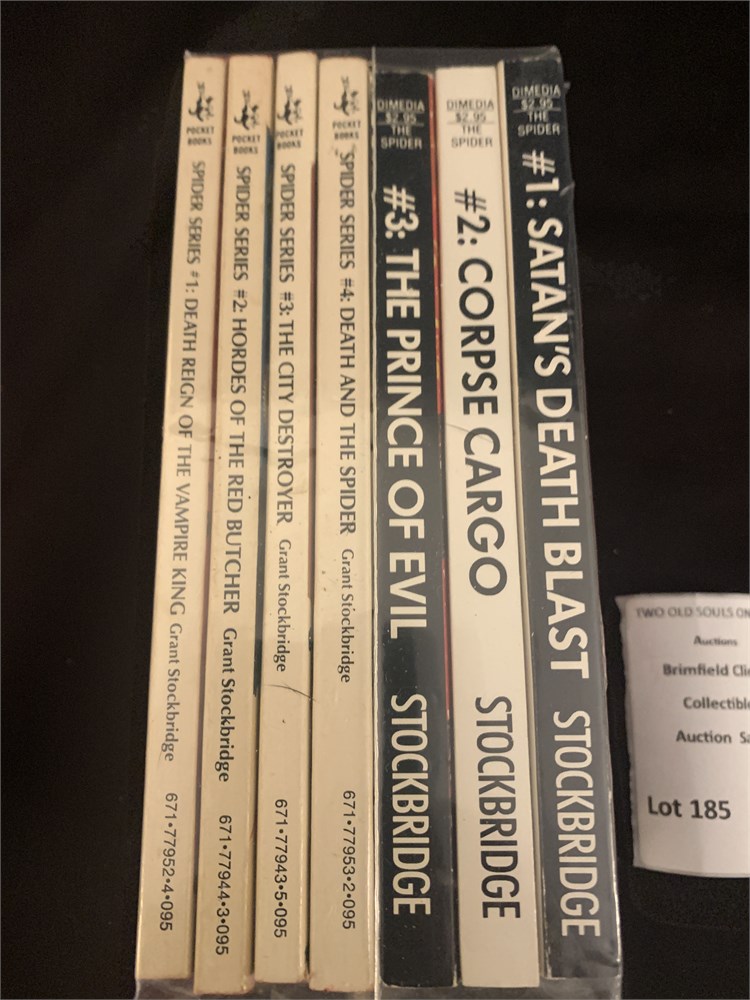 POCKET
BOOKS
SPIDER SERIES #1: DEATH REIGN OF THE VAMPIRE KING Grant Stockbridge 671•77952•4•095
POCKET
BOOKS
SPIDER SERIES #2: HORDES OF THE RED BUTCHER Grant Stockbridge 671•77944•3•095
POCKET
BOOKS
SPIDER SERIES #3: THE CITY DESTROYER Grant Stockbridge 671•77943•5•095
POCKET
BOOKS
SPIDER SERIES #4: DEATH AND THE SPIDER Grant Stockbridge 671•77953•2•095
DIMEDIA
$2.95
THE
SPIDER
#3: THE PRINCE OF EVIL STOCKBRIDGE
DIMEDIA
$2.95
THE
SPIDER
#2: CORPSE CARGO STOCKBRIDGE
DIMEDIA
$2.95
THE
SPIDER
#1: SATAN'S DEATH BLAST STOCKBRIDGE
TWO OLD SOULS ON
Auctions
Brimfield Clie
Collectible
Auction Sa
Lot 185